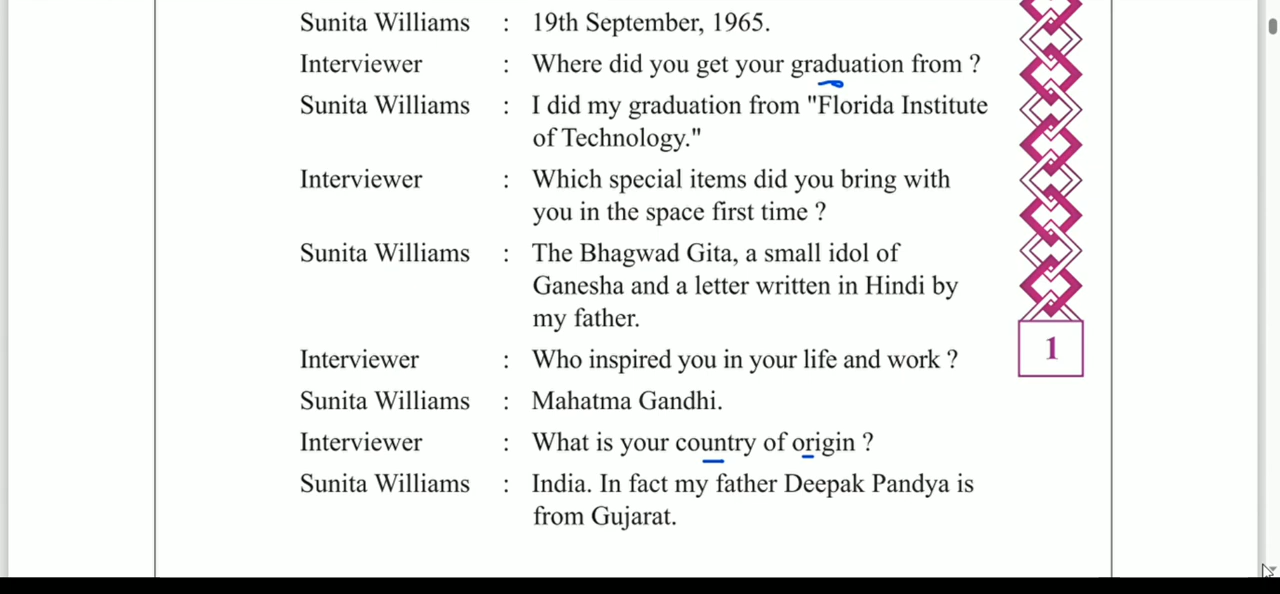 Sunita Williams : 19th September, 1965.
Interviewer : Where did you get your graduation from ?
Sunita Williams : I did my graduation from "Florida Institute
of Technology."
Interviewer : Which special items did you bring with
you in the space first time ?
Sunita Williams : The Bhagwad Gita, a small idol of
Ganesha and a letter written in Hindi by
my father.
Interviewer : Who inspired you in your life and work ?
1
Sunita Williams : Mahatma Gandhi.
Interviewer : What is your country of origin ?
Sunita Williams : India. In fact my father Deepak Pandya is
from Gujarat.